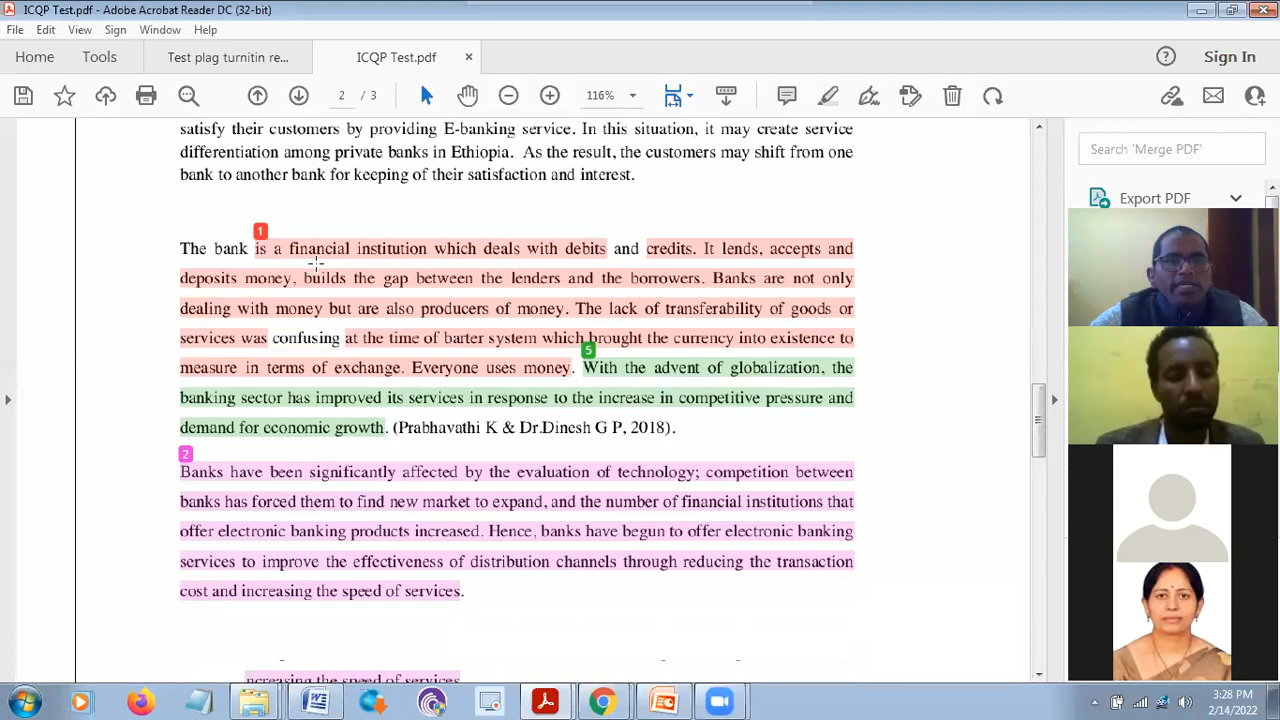 ICQP Test.pdf - Adobe Acrobat Reader DC (32-bit)
File Edit View Sign Window Help
Home Tools Test plag turnitin re... ICQP Test.pdf × Sign In
2 / 3 116%
satisfy their customers by providing E-banking service. In this situation, it may create service
differentiation among private banks in Ethiopia. As the result, the customers may shift from one
bank to another bank for keeping of their satisfaction and interest.
Search 'Merge PDF'
Export PDF
1
The bank is a financial institution which deals with debits and credits. It lends, accepts and
deposits money, builds the gap between the lenders and the borrowers. Banks are not only
dealing with money but are also producers of money. The lack of transferability of goods or
services was confusing at the time of barter system which brought the currency into existence to
5
measure in terms of exchange. Everyone uses money. With the advent of globalization, the
banking sector has improved its services in response to the increase in competitive pressure and
demand for economic growth. (Prabhavathi K & Dr.Dinesh G P, 2018).
2
Banks have been significantly affected by the evaluation of technology; competition between
banks has forced them to find new market to expand, and the number of financial institutions that
offer electronic banking products increased. Hence, banks have begun to offer electronic banking
services to improve the effectiveness of distribution channels through reducing the transaction
cost and increasing the speed of services.
ncreasing the speed of services
3:28 PM
2/14/2022